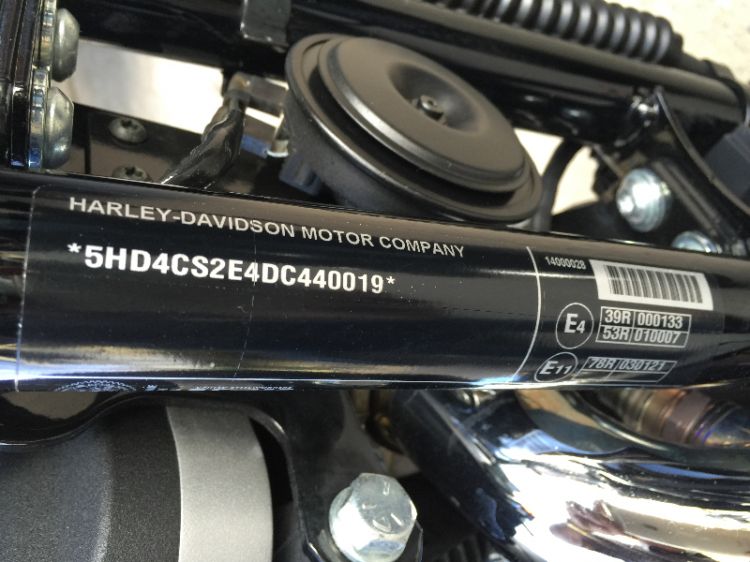 HARLEY-DAVIDSON MOTOR COMPANY
*5HD4CS2E4DC440019*
14000028
E4
39R 000133
53R 010007
E11
78R 030121